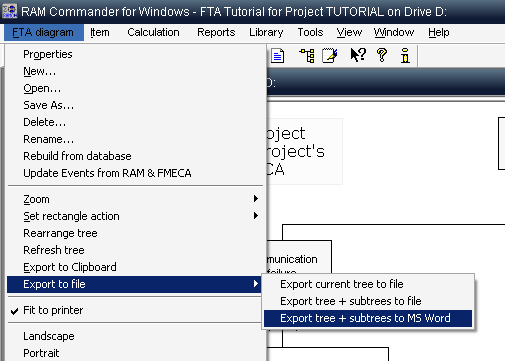 RAM Commander for Windows - FTA Tutorial for Project TUTORIAL on Drive D:
FTA diagram Item Calculation Reports Library Tools View Window Help
D:
Properties
New...
Open...
Save As...
Delete...
Rename...
Rebuild from database
Update Events from RAM & FMECA
Zoom
Set rectangle action
Rearrange tree
Refresh tree
Export to Clipboard
Export to file
Fit to printer
Landscape
Portrait
Export current tree to file
Export tree + subtrees to file
Export tree + subtrees to MS Word
oject
roject's
CA
munication
failure